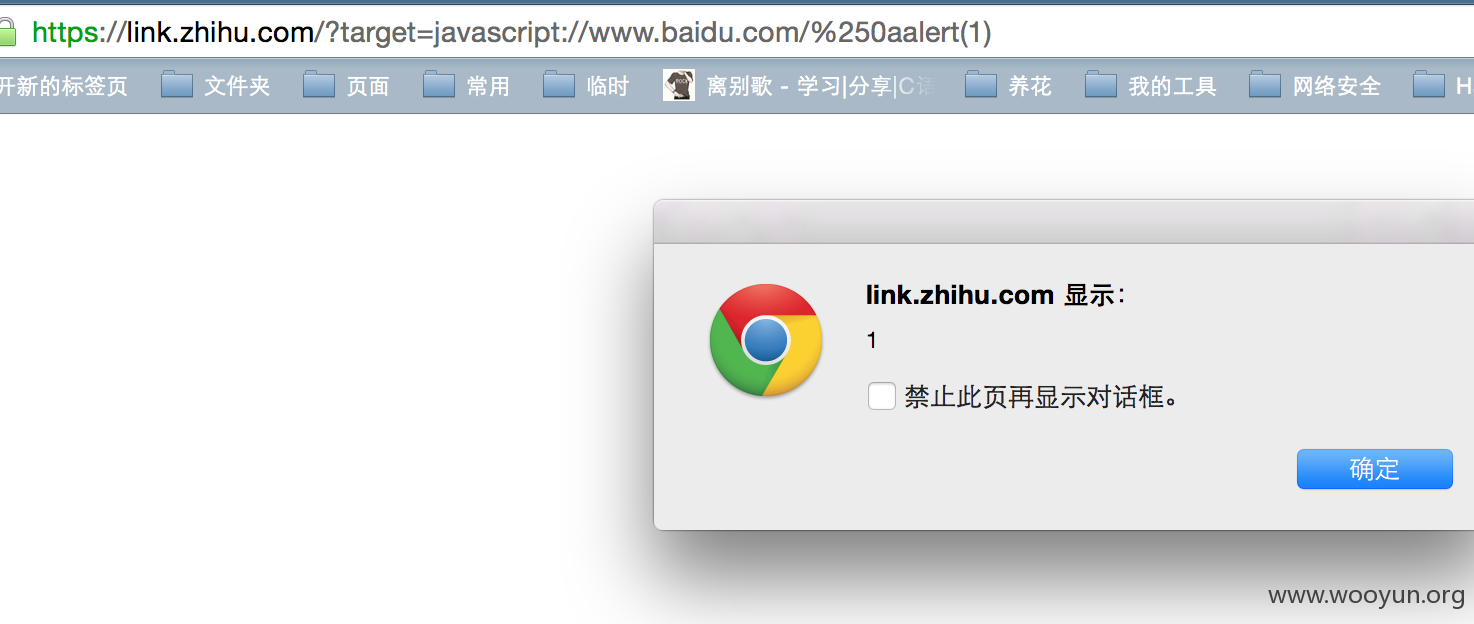 https://link.zhihu.com/?target=javascript://www.baidu.com/%250aalert(1)
开新的标签页 文件夹 页面 常用 临时 离别歌 - 学习|分享|C语 养花 我的工具 网络安全 H
link.zhihu.com 显示：
1
禁止此页再显示对话框。
确定
www.wooyun.org